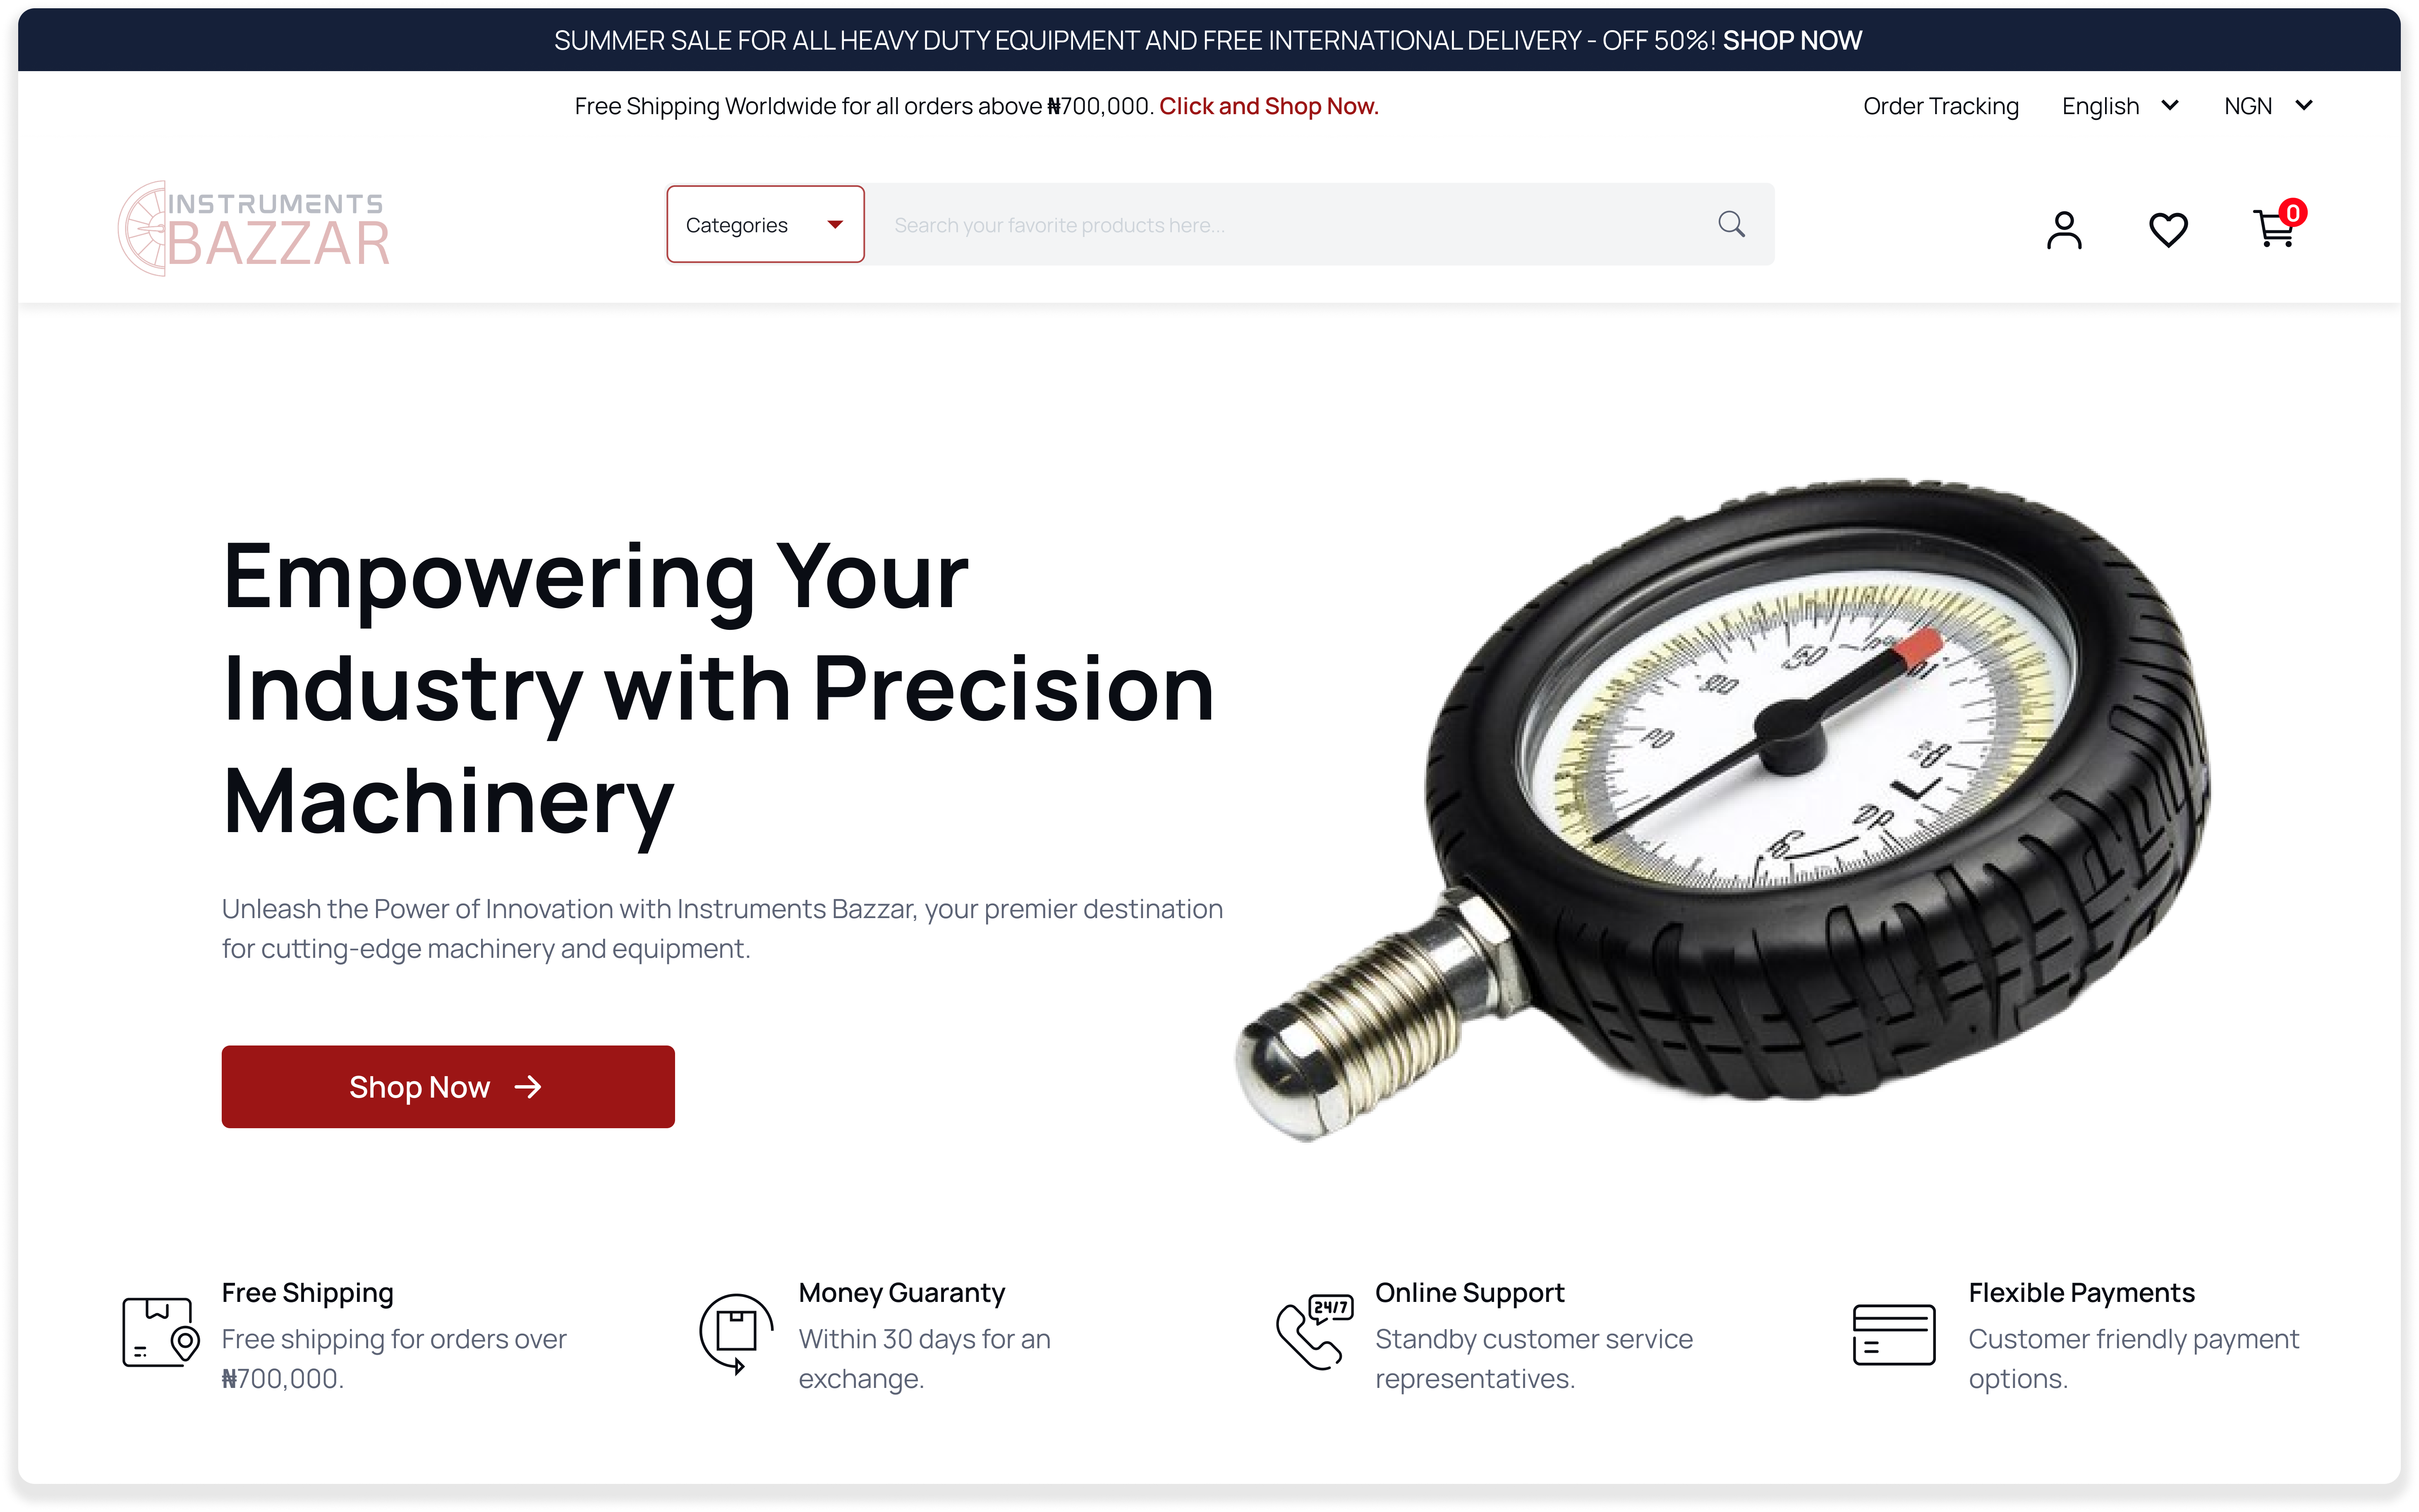 SUMMER SALE FOR ALL HEAVY DUTY EQUIPMENT AND FREE INTERNATIONAL DELIVERY - OFF 50%! SHOP NOW
Free Shipping Worldwide for all orders above ₦700,000. Click and Shop Now.
Order Tracking
English
NGN
INSTRUMENTS
BAZZAR
Categories
Search your favorite products here...
0
Empowering Your
Industry with Precision
Machinery
Unleash the Power of Innovation with Instruments Bazzar, your premier destination
for cutting-edge machinery and equipment.
Shop Now
Free Shipping
Free shipping for orders over
₦700,000.
Money Guaranty
Within 30 days for an
exchange.
24/7
Online Support
Standby customer service
representatives.
Flexible Payments
Customer friendly payment
options.